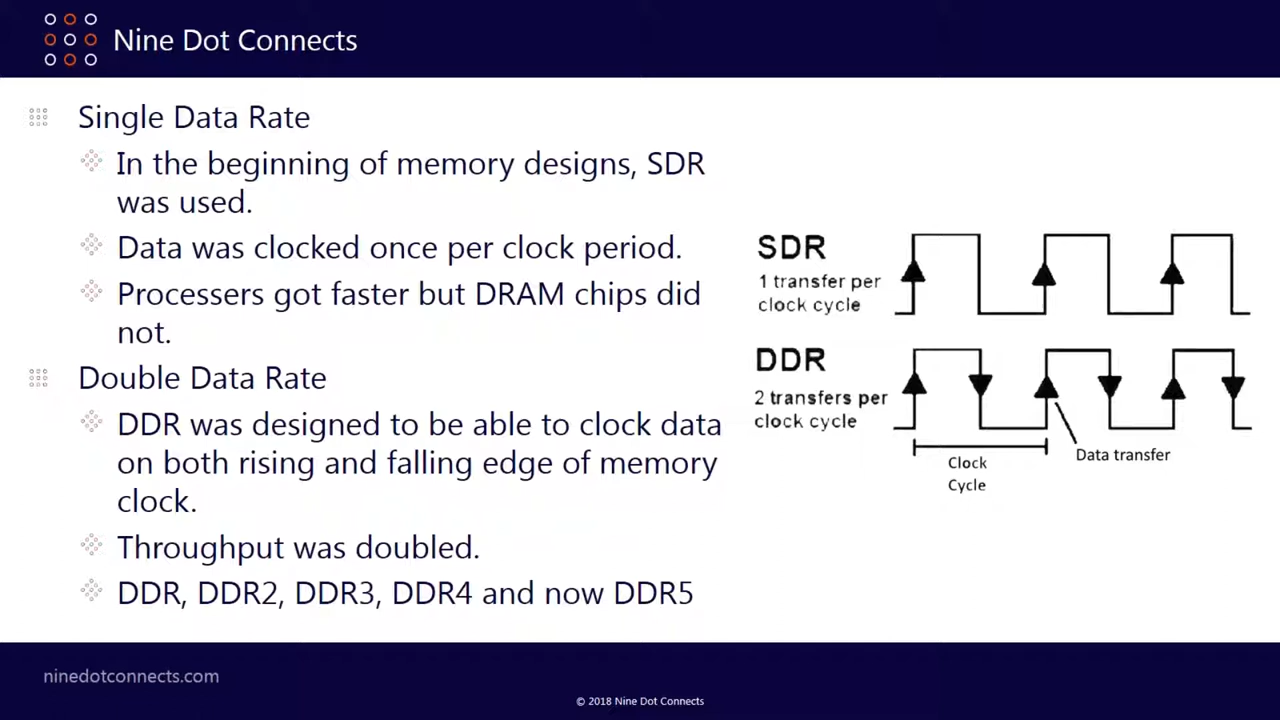 Nine Dot Connects
Single Data Rate
In the beginning of memory designs, SDR
was used.
Data was clocked once per clock period.
Processers got faster but DRAM chips did
not.
Double Data Rate
DDR was designed to be able to clock data
on both rising and falling edge of memory
clock.
Throughput was doubled.
DDR, DDR2, DDR3, DDR4 and now DDR5
SDR
1 transfer per
clock cycle
DDR
2 transfers per
clock cycle
Clock
Cycle
Data transfer
ninedotconnects.com
© 2018 Nine Dot Connects